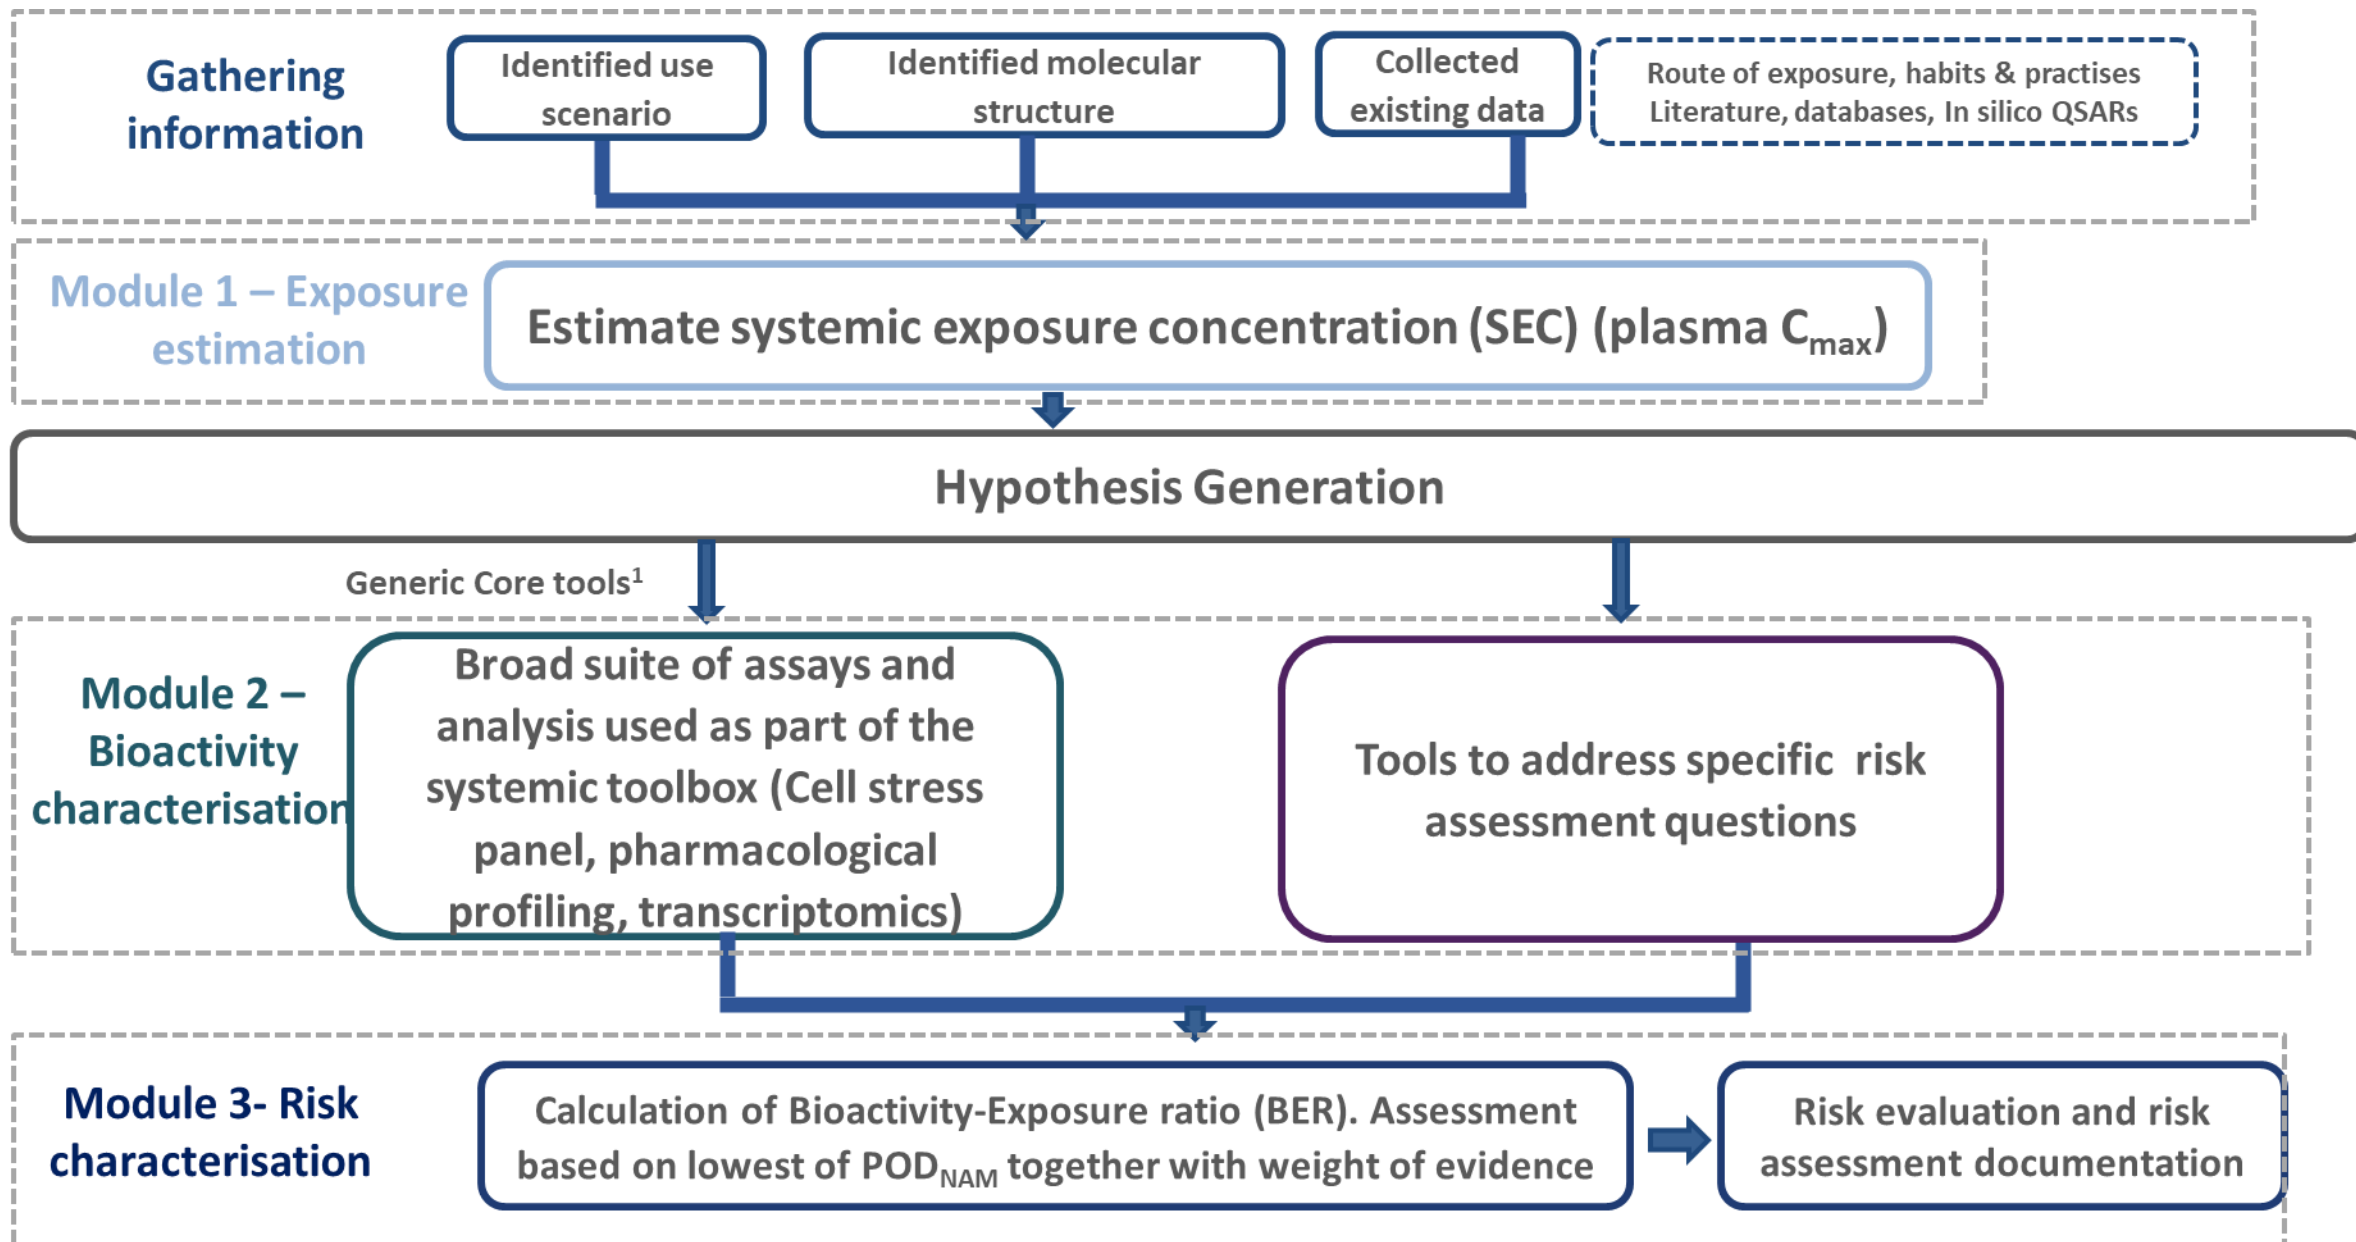 Gathering
information
Identified use
scenario
Identified molecular
structure
Collected
existing data
Route of exposure, habits & practises
Literature, databases, In silico QSARs
Module 1 – Exposure
estimation
Estimate systemic exposure concentration (SEC) (plasma Cmax)
Hypothesis Generation
Generic Core tools1
Module 2 –
Bioactivity
characterisation
Broad suite of assays and
analysis used as part of the
systemic toolbox (Cell stress
panel, pharmacological
profiling, transcriptomics)
Tools to address specific risk
assessment questions
Module 3- Risk
characterisation
Calculation of Bioactivity-Exposure ratio (BER). Assessment
based on lowest of PODNAM together with weight of evidence
Risk evaluation and risk
assessment documentation